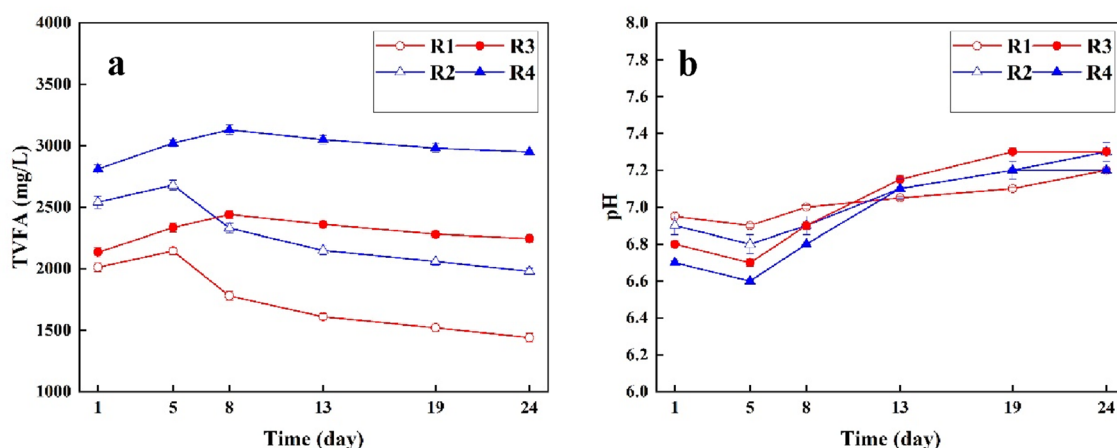 a
R1 R3
R2 R4
TVFA (mg/L)
4000
3500
3000
2500
2000
1500
1000
1 5 8 13 19 24
Time (day)
b
R1 R3
R2 R4
pH
8.0
7.8
7.6
7.4
7.2
7.0
6.8
6.6
6.4
6.2
6.0
1 5 8 13 19 24
Time (day)